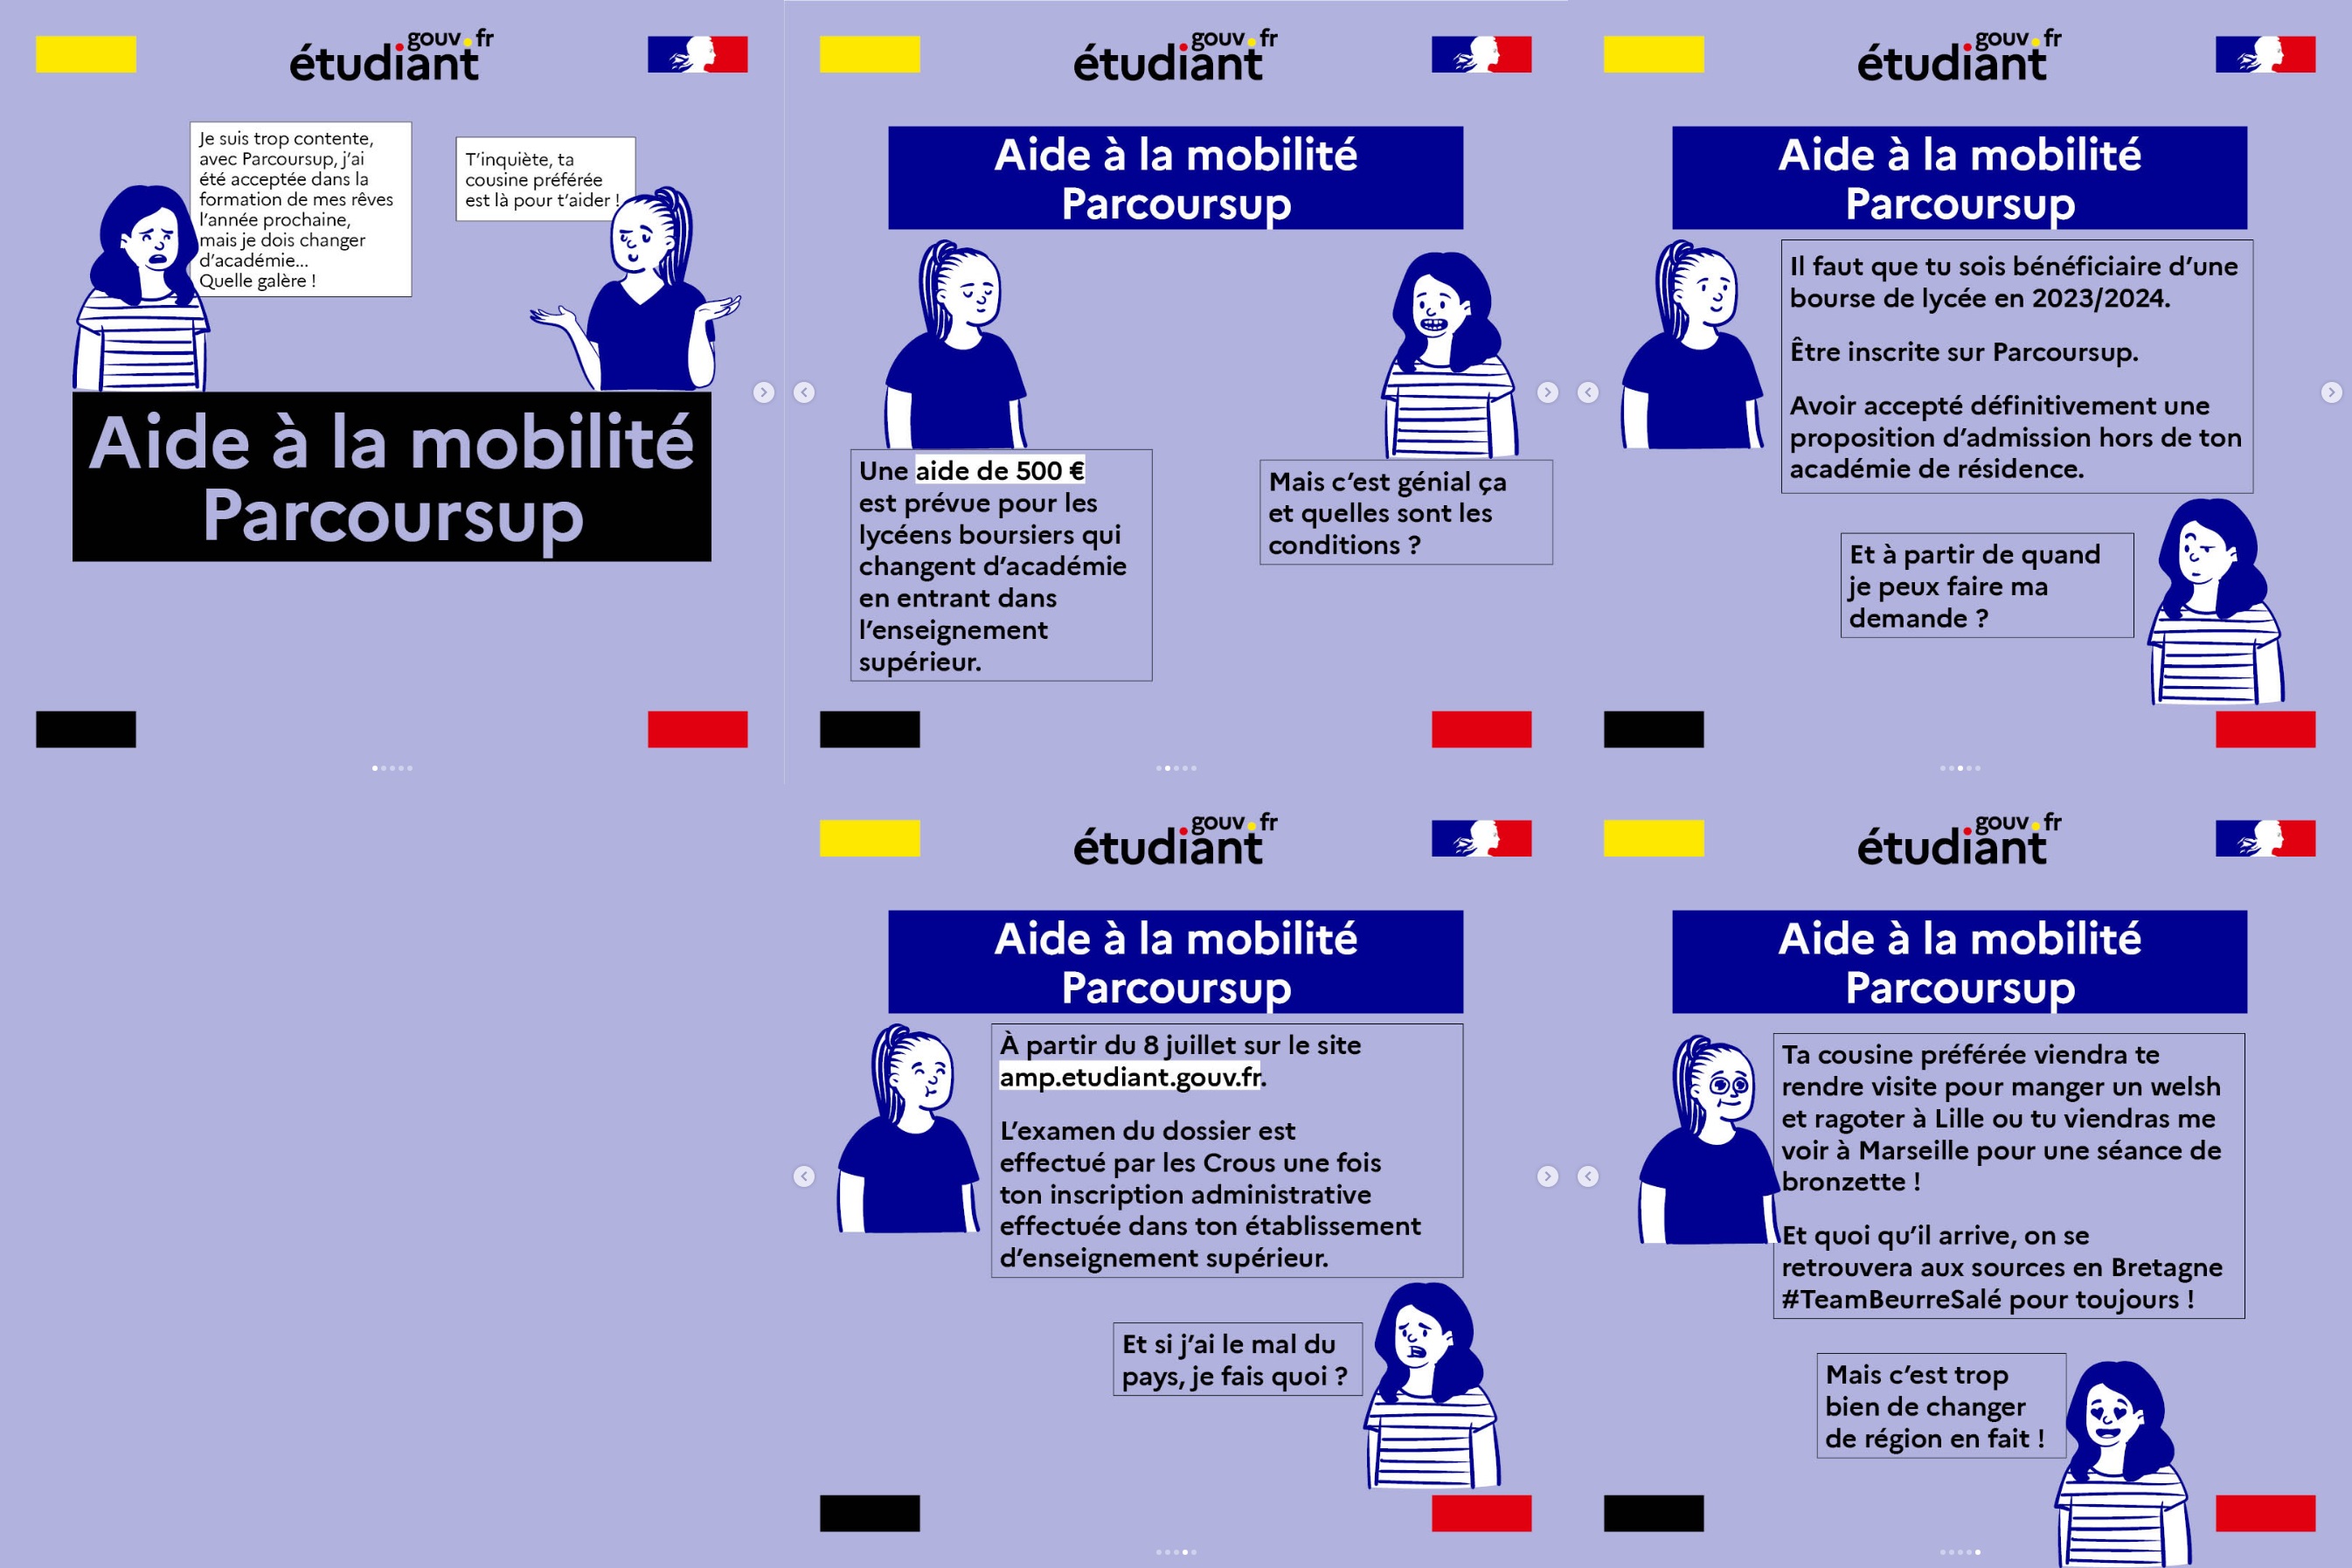 étudiant.gouv.fr
Je suis trop contente,
avec Parcoursup, j'ai
été acceptée dans la
formation de mes rêves
l'année prochaine,
mais je dois changer
d'académie...
Quelle galère !
T'inquiète, ta
cousine préférée
est là pour t'aider !
Aide à la mobilité
Parcoursup
étudiant.gouv.fr
Aide à la mobilité
Parcoursup
Une aide de 500 €
est prévue pour les
lycéens boursiers qui
changent d'académie
en entrant dans
l'enseignement
supérieur.
Mais c'est génial ça
et quelles sont les
conditions ?
étudiant.gouv.fr
Aide à la mobilité
Parcoursup
Il faut que tu sois bénéficiaire d'une
bourse de lycée en 2023/2024.
Être inscrite sur Parcoursup.
Avoir accepté définitivement une
proposition d'admission hors de ton
académie de résidence.
Et à partir de quand
je peux faire ma
demande ?
étudiant.gouv.fr
Aide à la mobilité
Parcoursup
À partir du 8 juillet sur le site
amp.etudiant.gouv.fr.
L'examen du dossier est
effectué par les Crous une fois
ton inscription administrative
effectuée dans ton établissement
d'enseignement supérieur.
Et si j'ai le mal du
pays, je fais quoi ?
étudiant.gouv.fr
Aide à la mobilité
Parcoursup
Ta cousine préférée viendra te
rendre visite pour manger un welsh
et ragoter à Lille ou tu viendras me
voir à Marseille pour une séance de
bronzette !
Et quoi qu'il arrive, on se
retrouvera aux sources en Bretagne
#TeamBeurreSalé pour toujours !
Mais c'est trop
bien de changer
de région en fait !